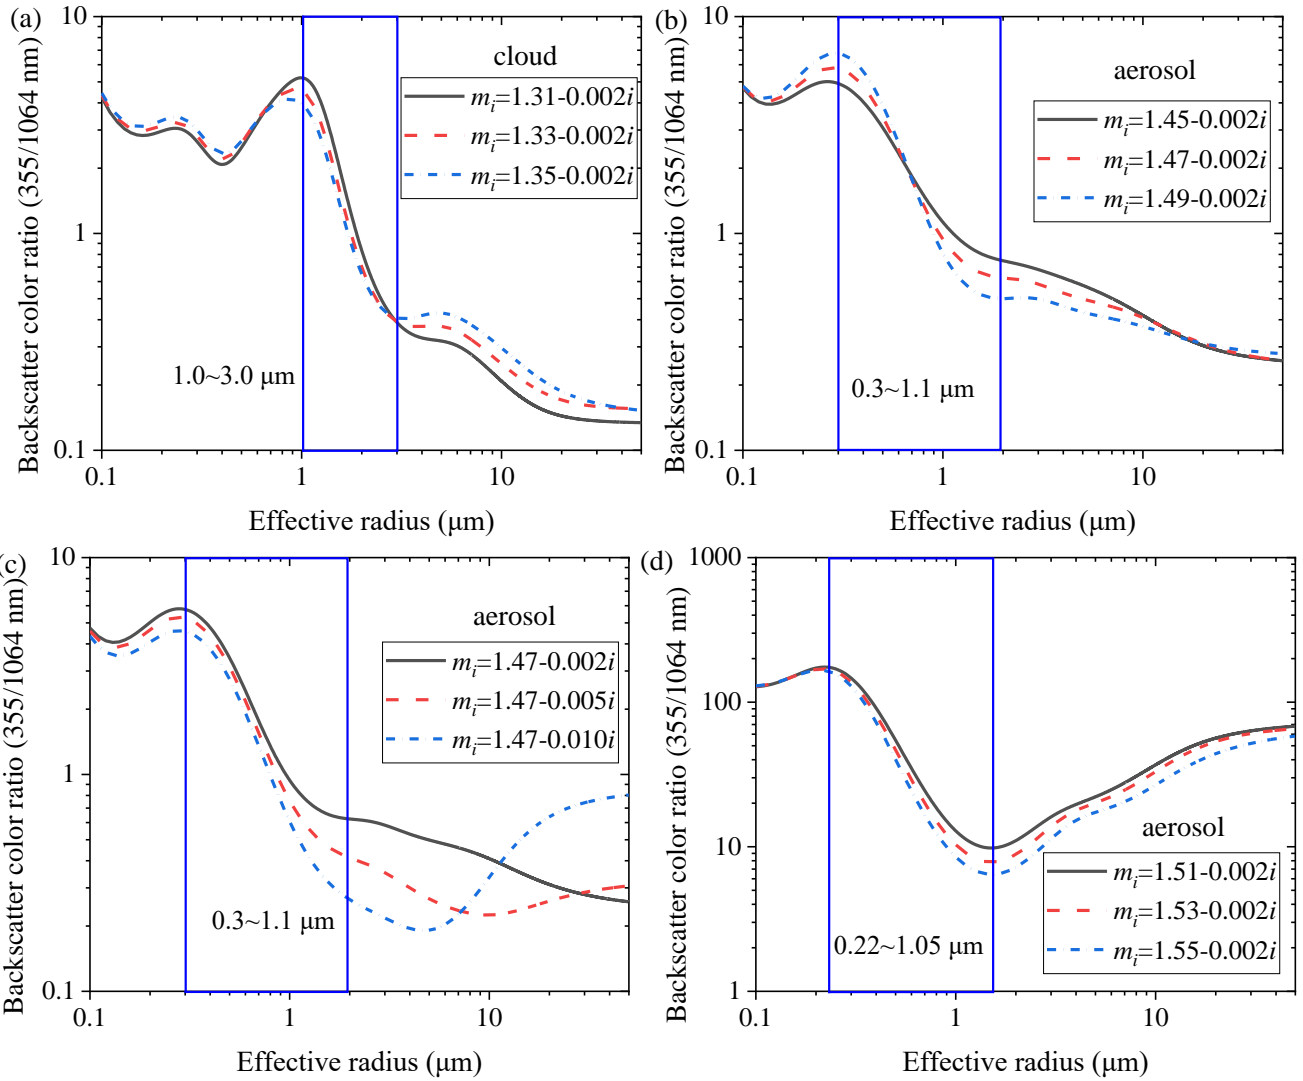 (a)
Backscatter color ratio (355/1064 nm)
10
1
0.1
cloud
m_i=1.31-0.002i
m_i=1.33-0.002i
m_i=1.35-0.002i
1.0~3.0 μm
0.1
1
10
Effective radius (μm)
(b)
Backscatter color ratio (355/1064 nm)
10
1
0.1
aerosol
m_i=1.45-0.002i
m_i=1.47-0.002i
m_i=1.49-0.002i
0.3~1.1 μm
0.1
1
10
Effective radius (μm)
(c)
Backscatter color ratio (355/1064 nm)
10
1
0.1
aerosol
m_i=1.47-0.002i
m_i=1.47-0.005i
m_i=1.47-0.010i
0.3~1.1 μm
0.1
1
10
Effective radius (μm)
(d)
Backscatter color ratio (355/1064 nm)
1000
100
10
1
aerosol
m_i=1.51-0.002i
m_i=1.53-0.002i
m_i=1.55-0.002i
0.22~1.05 μm
0.1
1
10
Effective radius (μm)